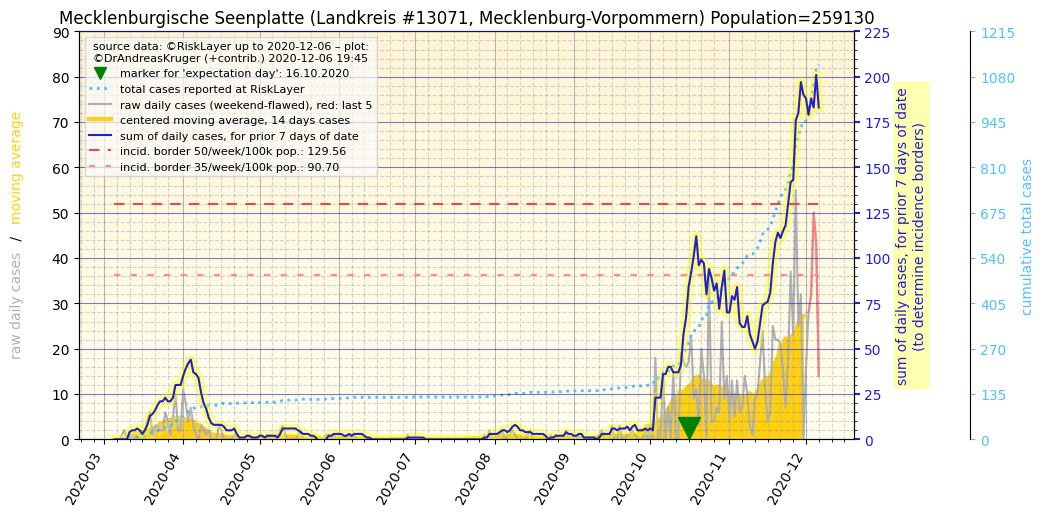 Mecklenburgische Seenplatte (Landkreis #13071, Mecklenburg-Vorpommern) Population=259130
source data: ©RiskLayer up to 2020-12-06 – plot:
©DrAndreasKruger (+contrib.) 2020-12-06 19:45
marker for 'expectation day': 16.10.2020
total cases reported at RiskLayer
raw daily cases (weekend-flawed), red: last 5
centered moving average, 14 days cases
sum of daily cases, for prior 7 days of date
incid. border 50/week/100k pop.: 129.56
incid. border 35/week/100k pop.: 90.70
raw daily cases / moving average
90
80
70
60
50
40
30
20
10
0
2020-03
2020-04
2020-05
2020-06
2020-07
2020-08
2020-09
2020-10
2020-11
2020-12
225
200
175
150
125
100
75
50
25
0
sum of daily cases, for prior 7 days of date
(to determine incidence borders)
1215
1080
945
810
675
540
405
270
135
0
cumulative total cases